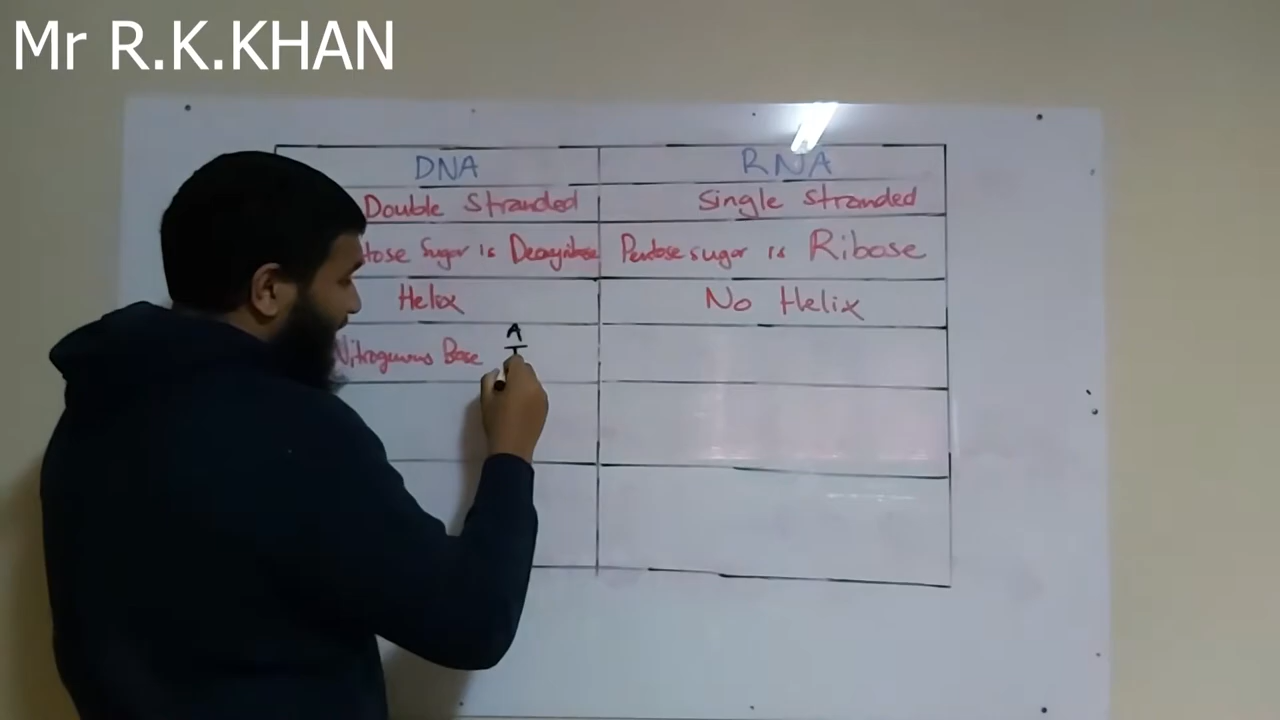 Mr R.K.KHAN
DNA RNA
Double Stranded Single Stranded
tose Sugar is Deoxyribose Pentose sugar is Ribose
Helix No Helix
A
Nitrogenous Base
T